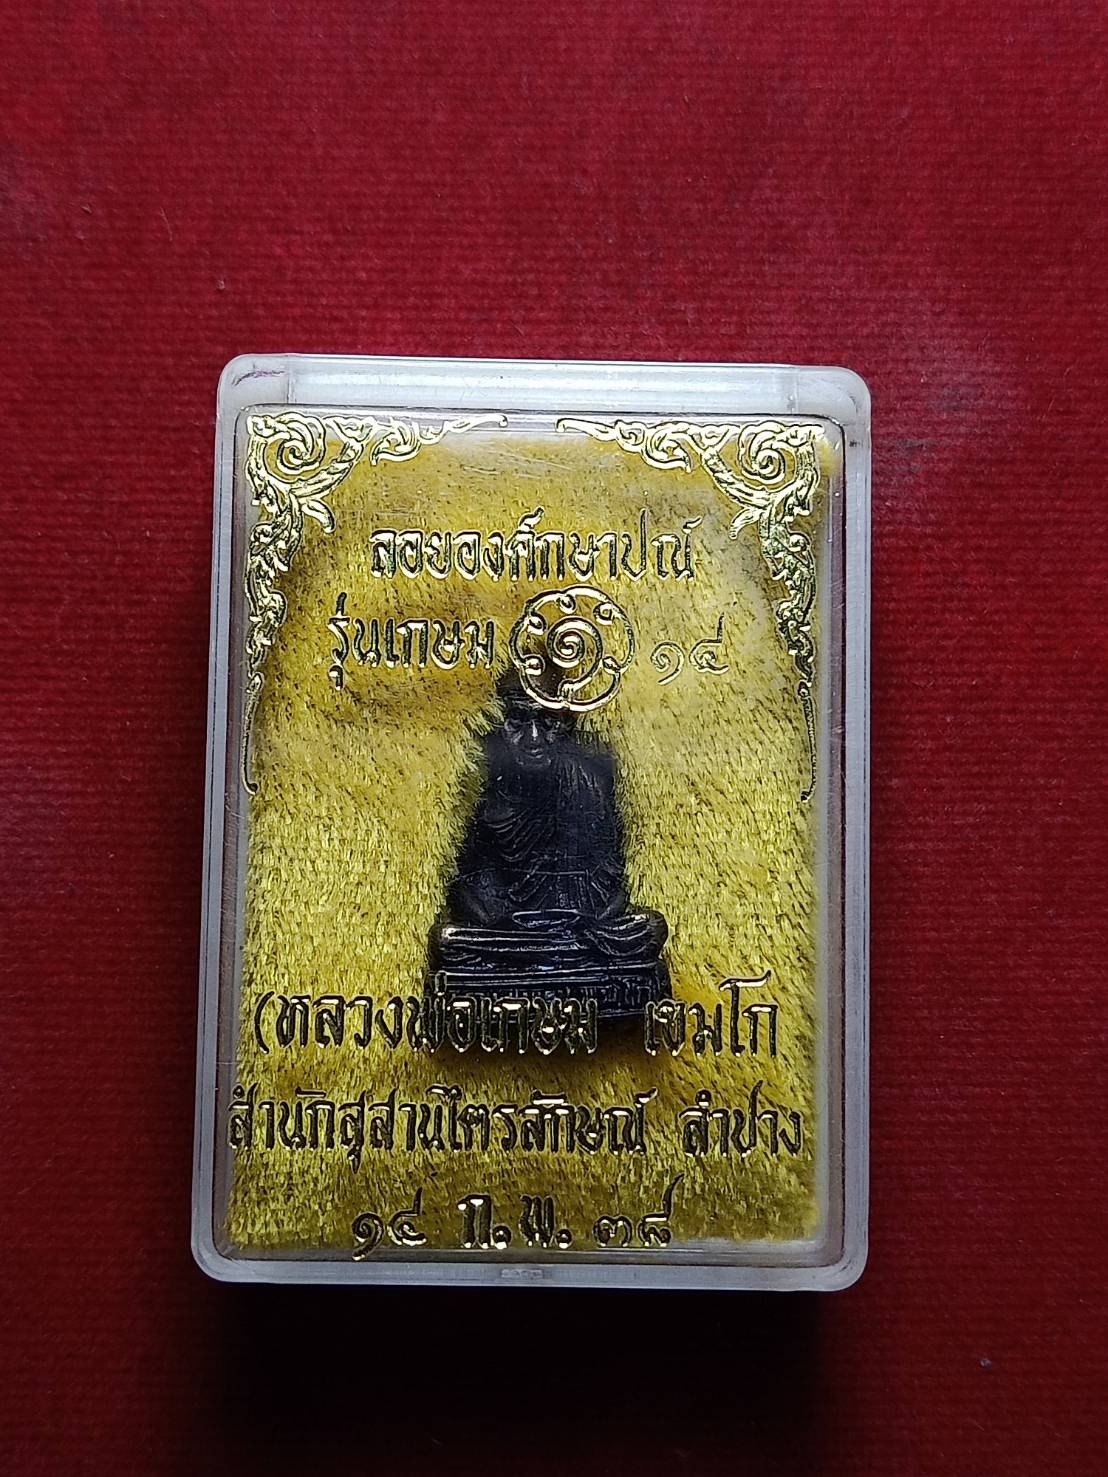 ลอยองค์กษาปณ์
รุ่นเกษม ๑ ๑๔
(หลวงพ่อเกษม เขมโก
สำนักสุสานไตรลักษณ์ ลำปาง
๑๔ ก.พ. ๓๘